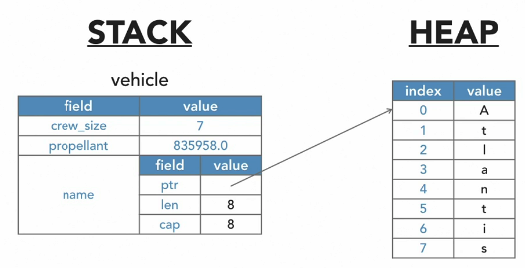 STACK
HEAP
vehicle
field value
crew_size 7
propellant 835958.0
name
field value
ptr
len 8
cap 8
index value
0 A
1 t
2 l
3 a
4 n
5 t
6 i
7 s